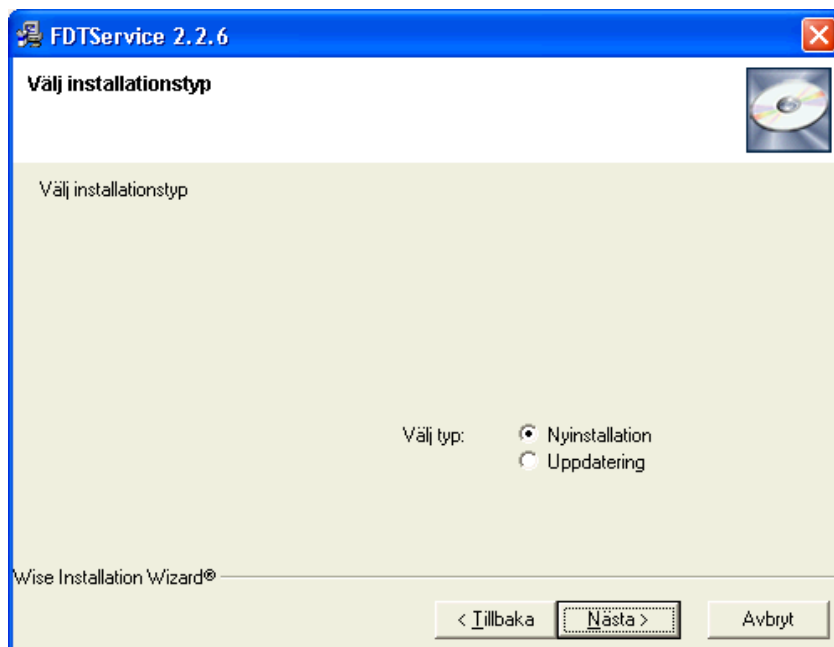 FDTService 2.2.6
Välj installationstyp
Välj installationstyp
Välj typ:
Nyinstallation
Uppdatering
Wise Installation Wizard®
< Tillbaka
Nästa >
Avbryt